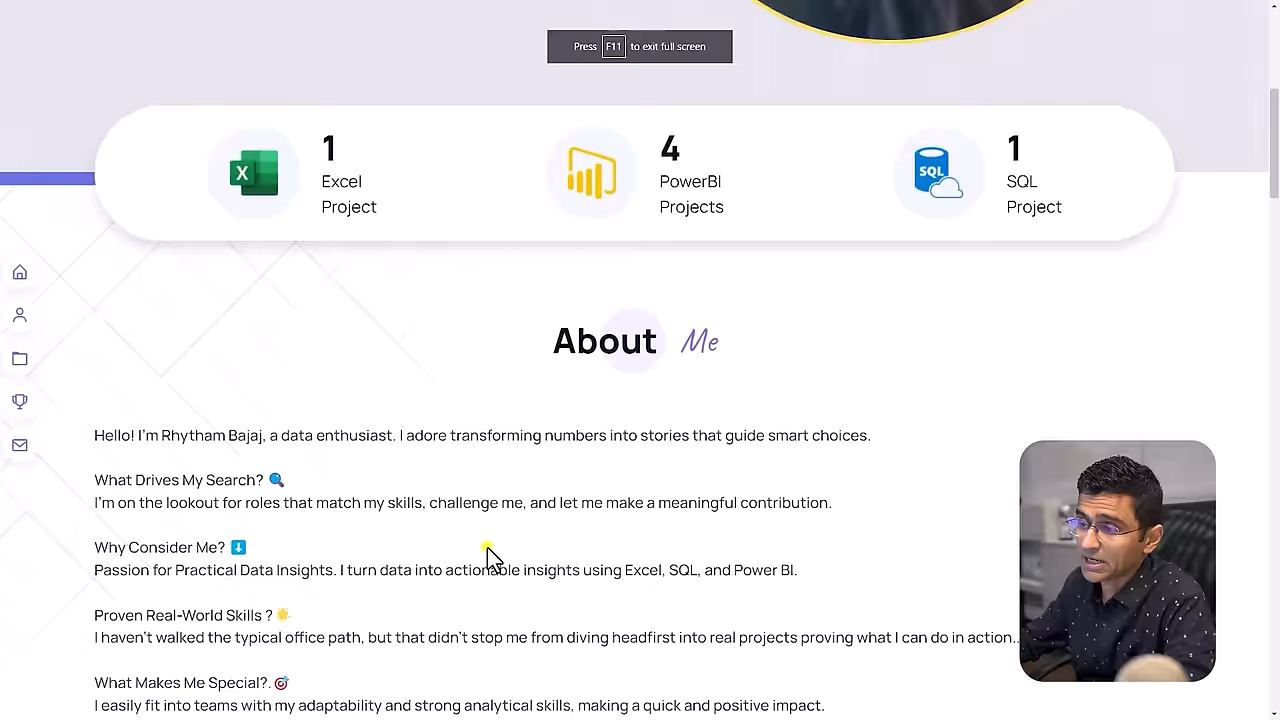 Press F11 to exit full screen
X
1
Excel
Project
4
PowerBI
Projects
SQL
1
SQL
Project
About Me
Hello! I'm Rhytham Bajaj, a data enthusiast. I adore transforming numbers into stories that guide smart choices.
What Drives My Search? 🔍
I'm on the lookout for roles that match my skills, challenge me, and let me make a meaningful contribution.
Why Consider Me? ⬇️
Passion for Practical Data Insights. I turn data into actionable insights using Excel, SQL, and Power BI.
Proven Real-World Skills ? 🌟
I haven't walked the typical office path, but that didn't stop me from diving headfirst into real projects proving what I can do in action..
What Makes Me Special?. 🎯
I easily fit into teams with my adaptability and strong analytical skills, making a quick and positive impact.